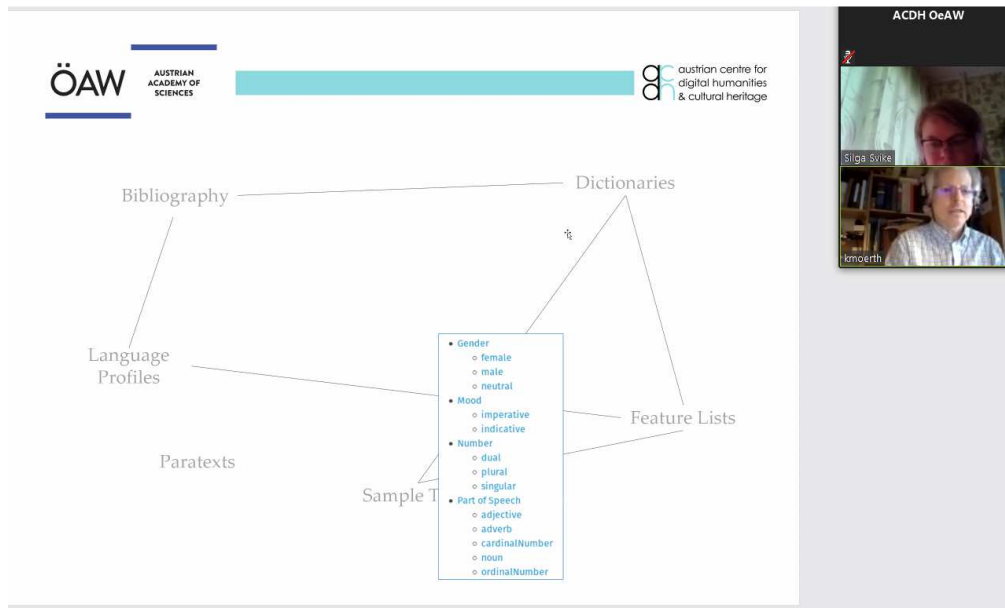 ÖAW
AUSTRIAN
ACADEMY OF
SCIENCES
austrian centre for
digital humanities
& cultural heritage
Bibliography
Dictionaries
Language
Profiles
Feature Lists
Paratexts
Sample T
• Gender
○ female
○ male
○ neutral
• Mood
○ imperative
○ indicative
• Number
○ dual
○ plural
○ singular
• Part of Speech
○ adjective
○ adverb
○ cardinalNumber
○ noun
○ ordinalNumber
ACDH OeAW
Silga Svike
kmoerth